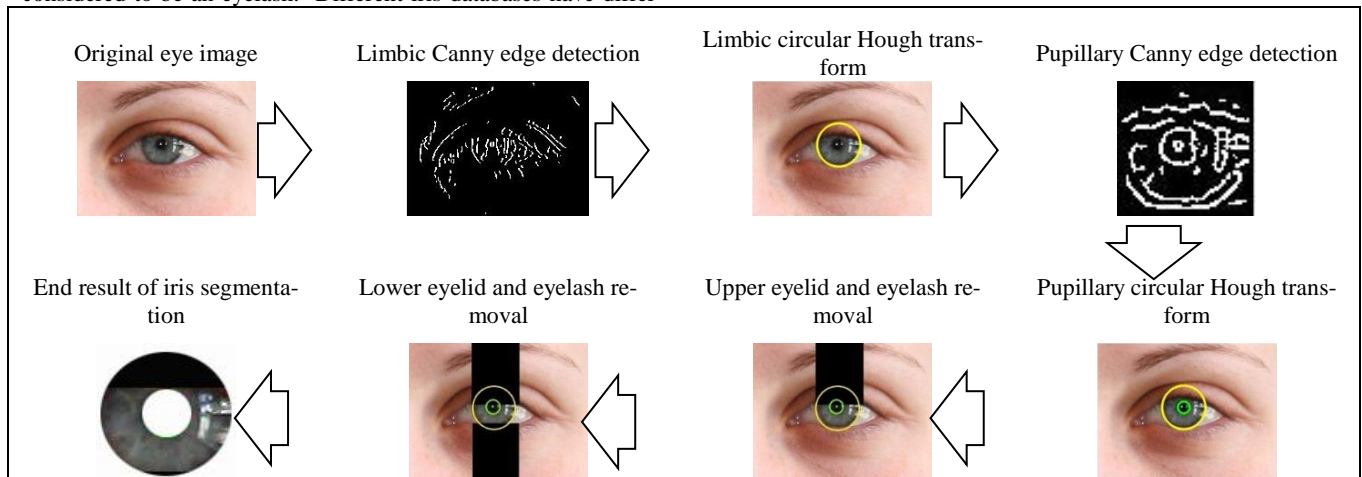 considered to be an eyelash. Different iris databases have differ-
Original eye image
Limbic Canny edge detection
Limbic circular Hough trans-
form
Pupillary Canny edge detection
End result of iris segmenta-
tion
Lower eyelid and eyelash re-
moval
Upper eyelid and eyelash re-
moval
Pupillary circular Hough trans-
form